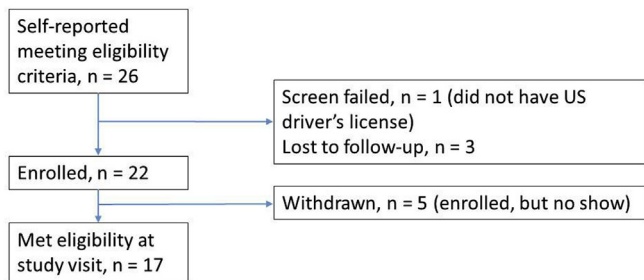 Self-reported
meeting eligibility
criteria, n = 26
Screen failed, n = 1 (did not have US
driver's license)
Lost to follow-up, n = 3
Enrolled, n = 22
Withdrawn, n = 5 (enrolled, but no show)
Met eligibility at
study visit, n = 17